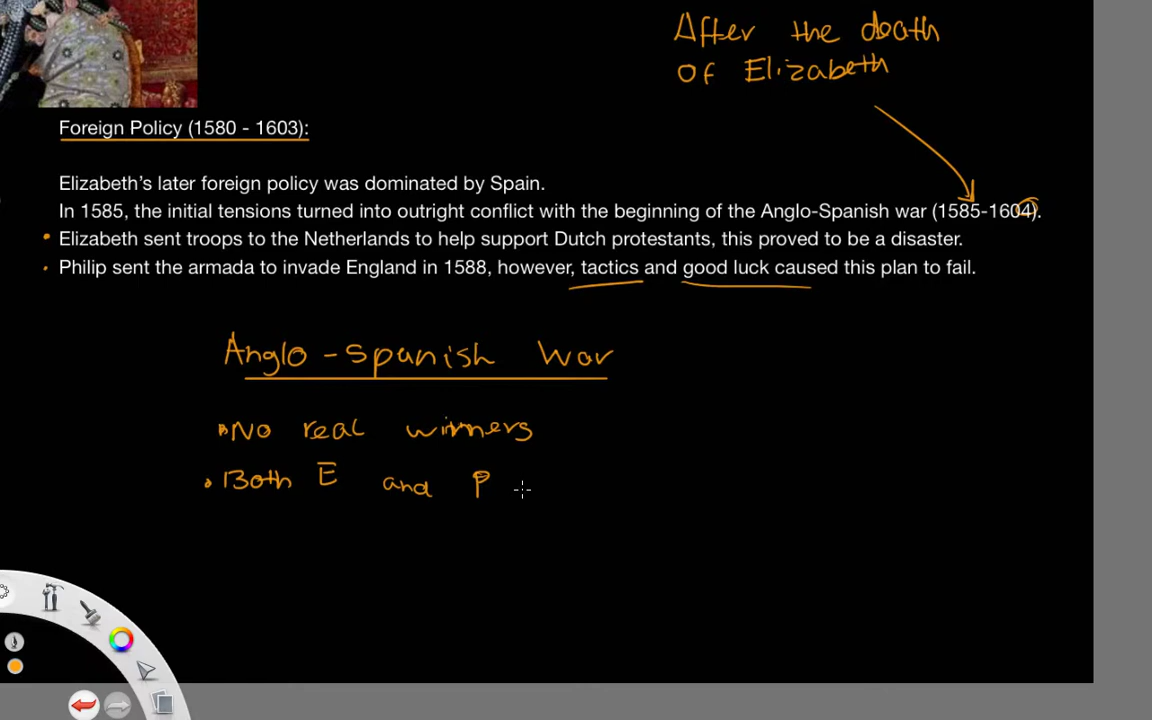 After the death
of Elizabeth
Foreign Policy (1580 - 1603):
Elizabeth's later foreign policy was dominated by Spain.
In 1585, the initial tensions turned into outright conflict with the beginning of the Anglo-Spanish war (1585-1604).
• Elizabeth sent troops to the Netherlands to help support Dutch protestants, this proved to be a disaster.
• Philip sent the armada to invade England in 1588, however, tactics and good luck caused this plan to fail.
Anglo-Spanish War
• No real winners
• Both E and P